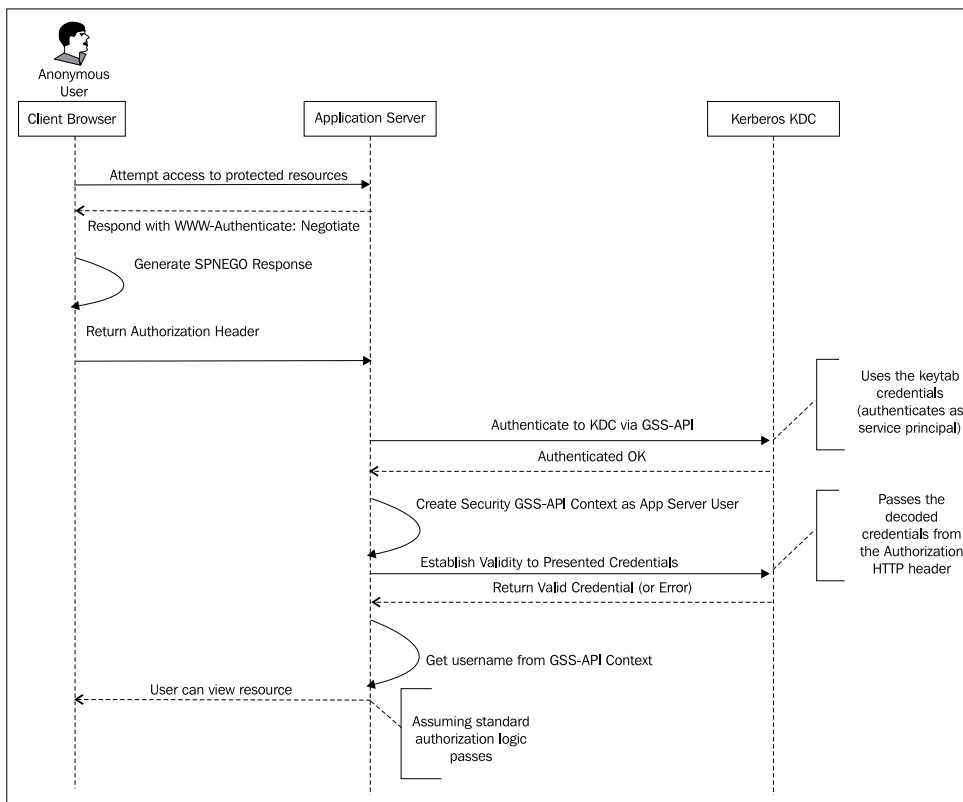 Anonymous
User
Client Browser
Application Server
Kerberos KDC
Attempt access to protected resources
Respond with WWW-Authenticate: Negotiate
Generate SPNEGO Response
Return Authorization Header
Uses the keytab
credentials
(authenticates as
service principal)
Authenticate to KDC via GSS-API
Authenticated OK
Create Security GSS-API Context as App Server User
Passes the
decoded
credentials from
the Authorization
HTTP header
Establish Validity to Presented Credentials
Return Valid Credential (or Error)
Get username from GSS-API Context
User can view resource
Assuming standard
authorization logic
passes